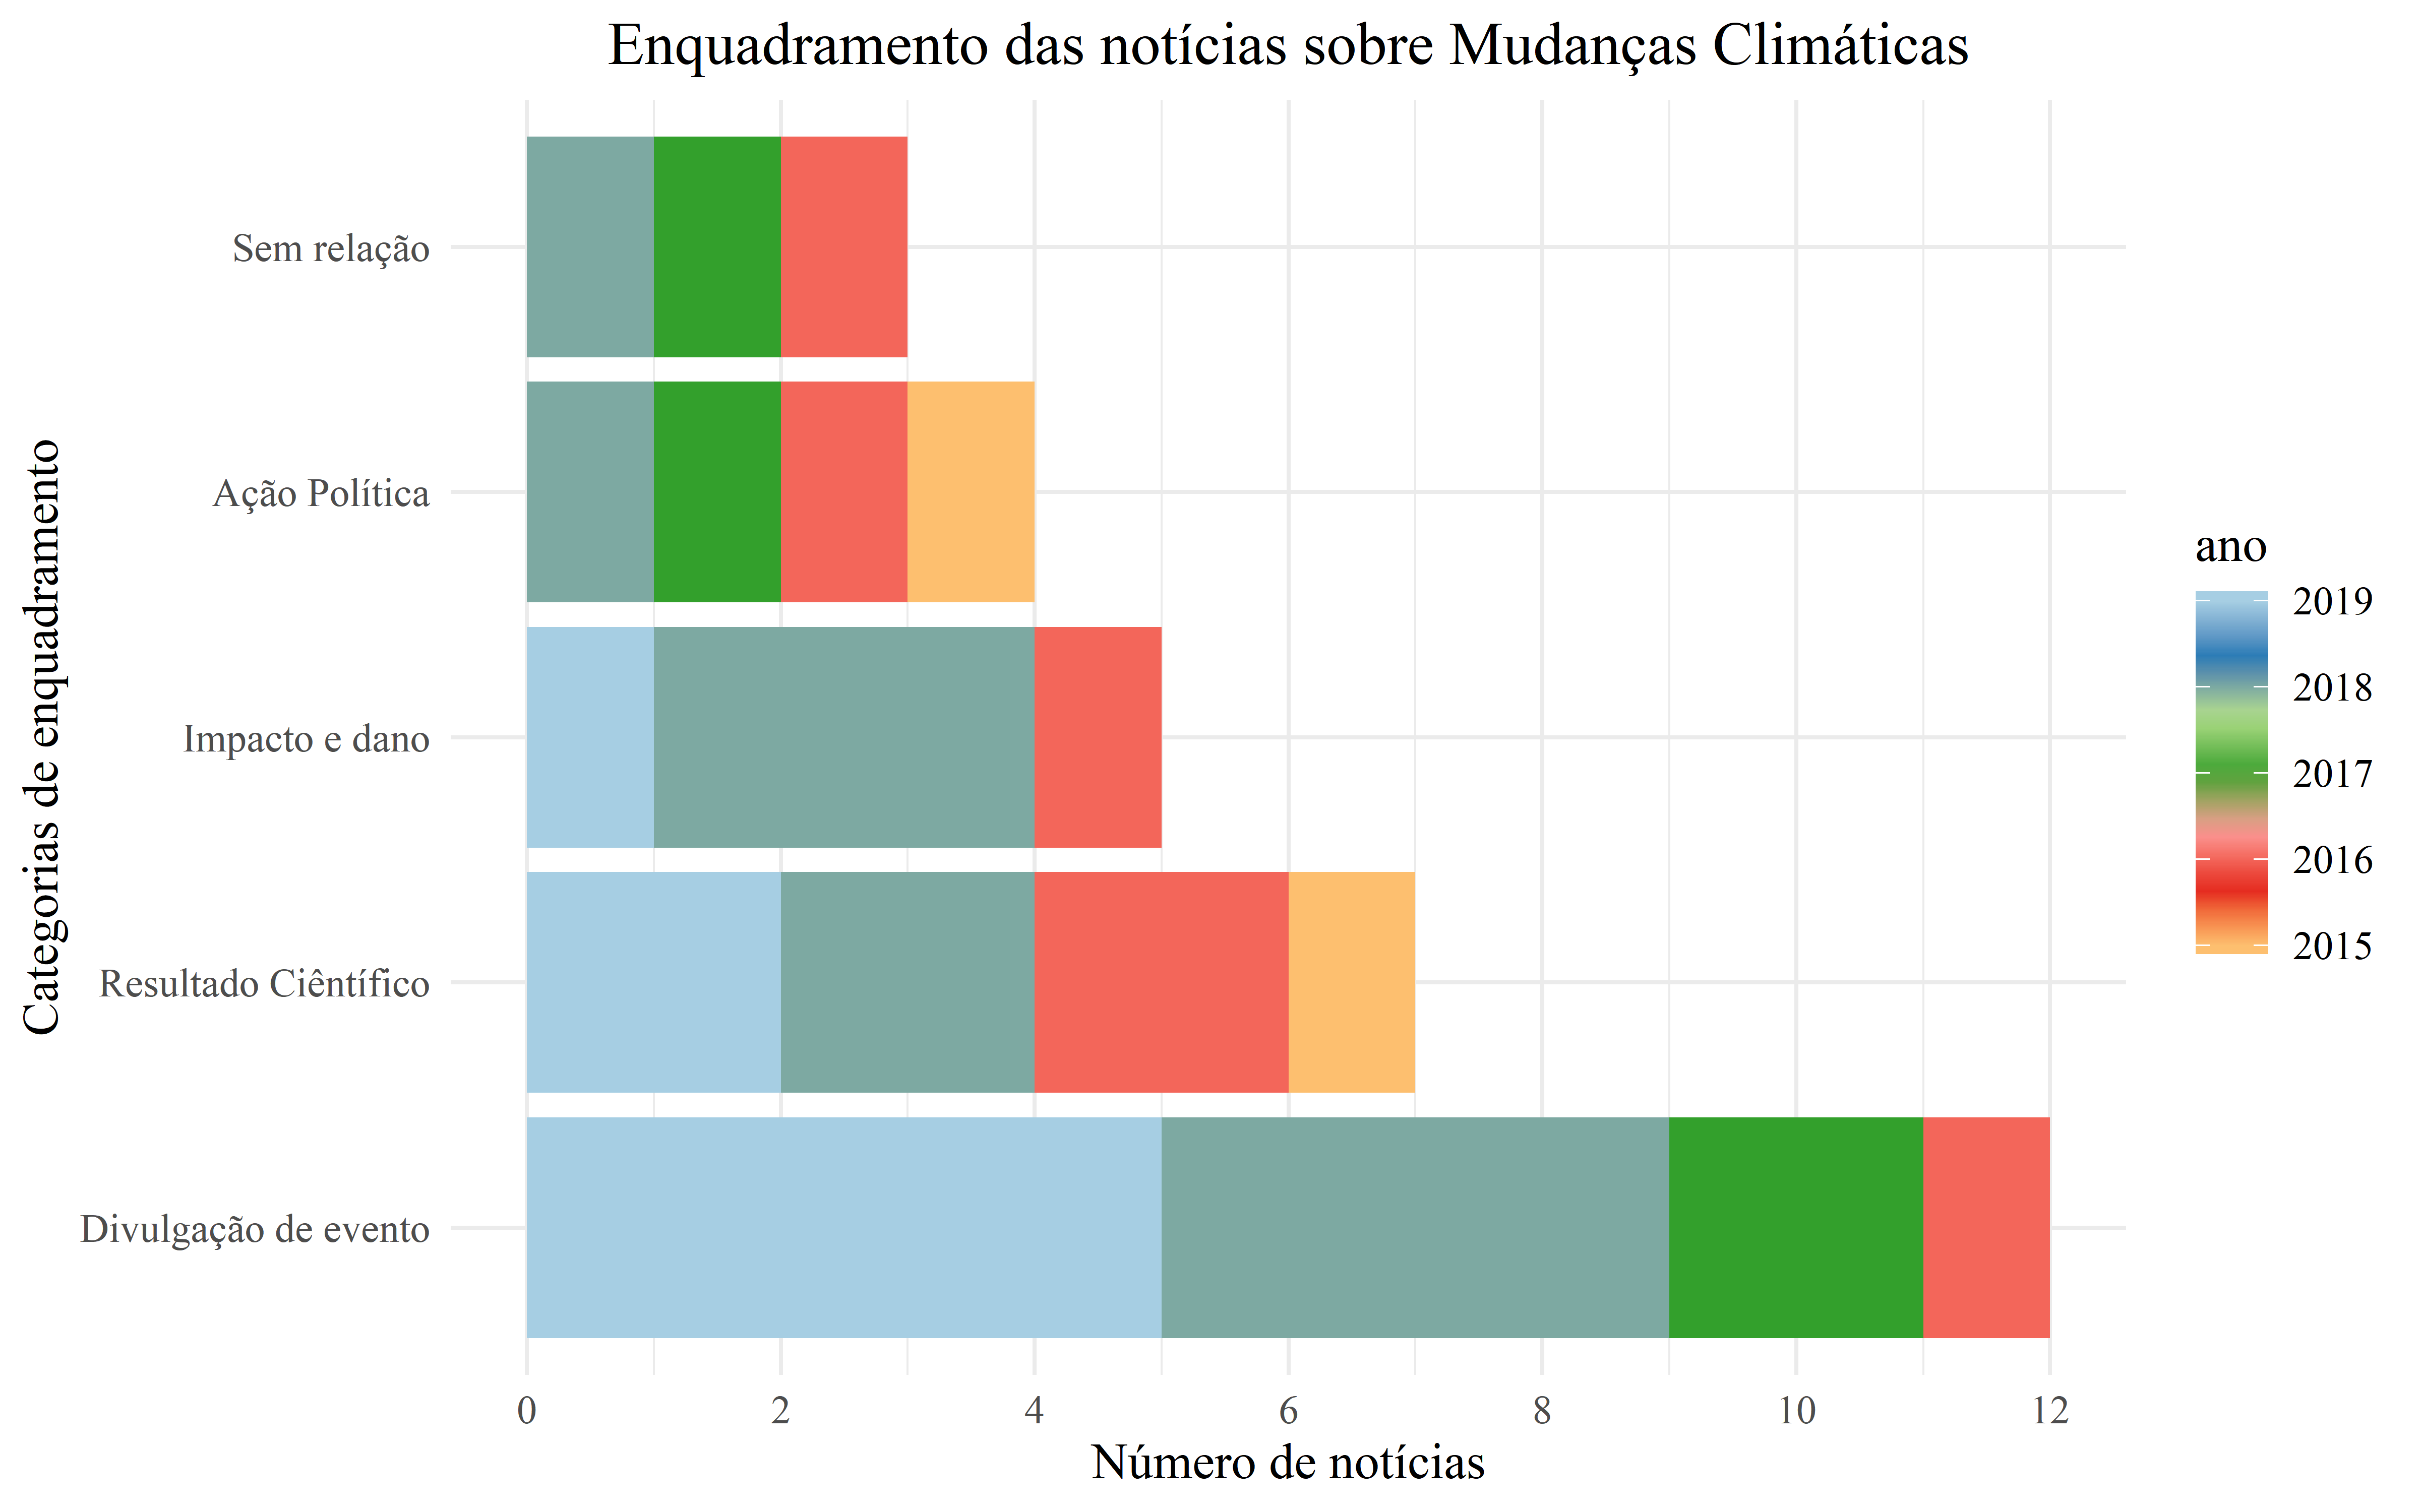 Enquadramento das notícias sobre Mudanças Climáticas
Categorias de enquadramento
Sem relação
Ação Política
Impacto e dano
Resultado Ciêntífico
Divulgação de evento
0 2 4 6 8 10 12
Número de notícias
ano
2019
2018
2017
2016
2015